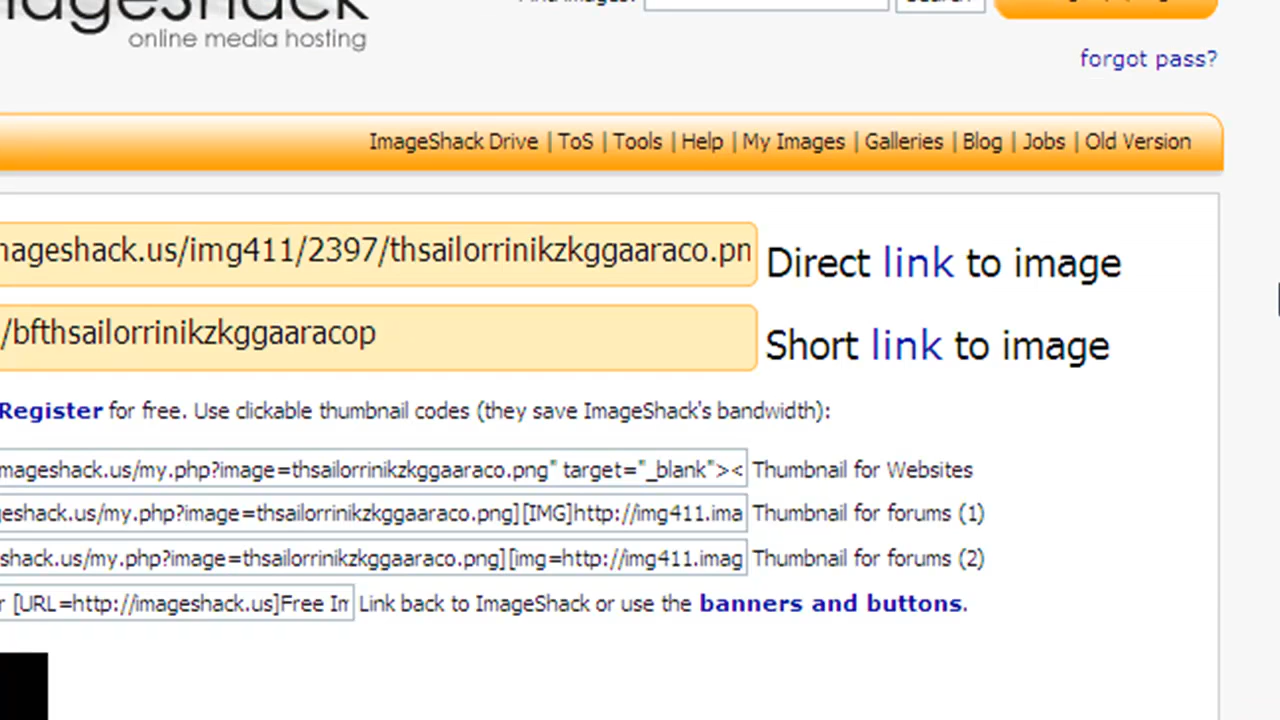 ImageShack
online media hosting
forgot pass?
ImageShack Drive | ToS | Tools | Help | My Images | Galleries | Blog | Jobs | Old Version
nageshack.us/img411/2397/thsailorrinikzkggaaraco.pn Direct link to image
/bfthsailorrinikzkggaaracop Short link to image
Register for free. Use clickable thumbnail codes (they save ImageShack's bandwidth):
mageshack.us/my.php?image=thsailorrinikzkggaaraco.png" target="_blank">< Thumbnail for Websites
geshack.us/my.php?image=thsailorrinikzkggaaraco.png][IMG]http://img411.ima Thumbnail for forums (1)
shack.us/my.php?image=thsailorrinikzkggaaraco.png][img=http://img411.imag Thumbnail for forums (2)
r [URL=http://imageshack.us]Free Im Link back to ImageShack or use the banners and buttons.